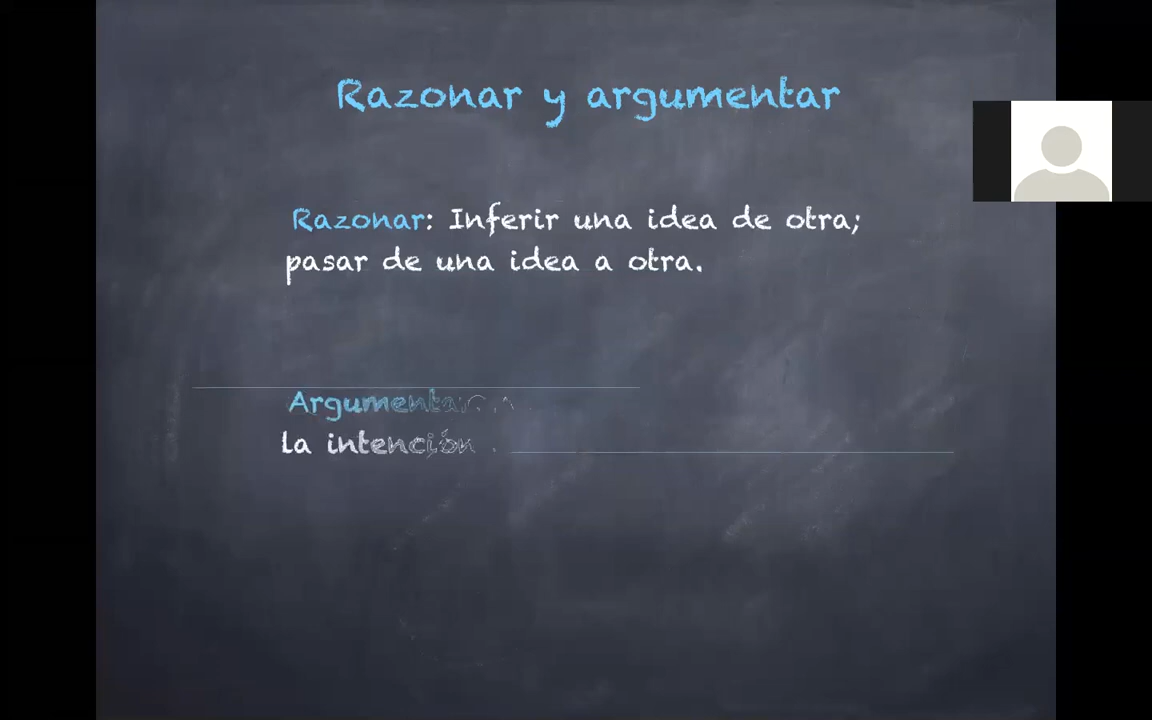 Razonar y argumentar
Razonar: Inferir una idea de otra;
pasar de una idea a otra.
Argumentar
la intención